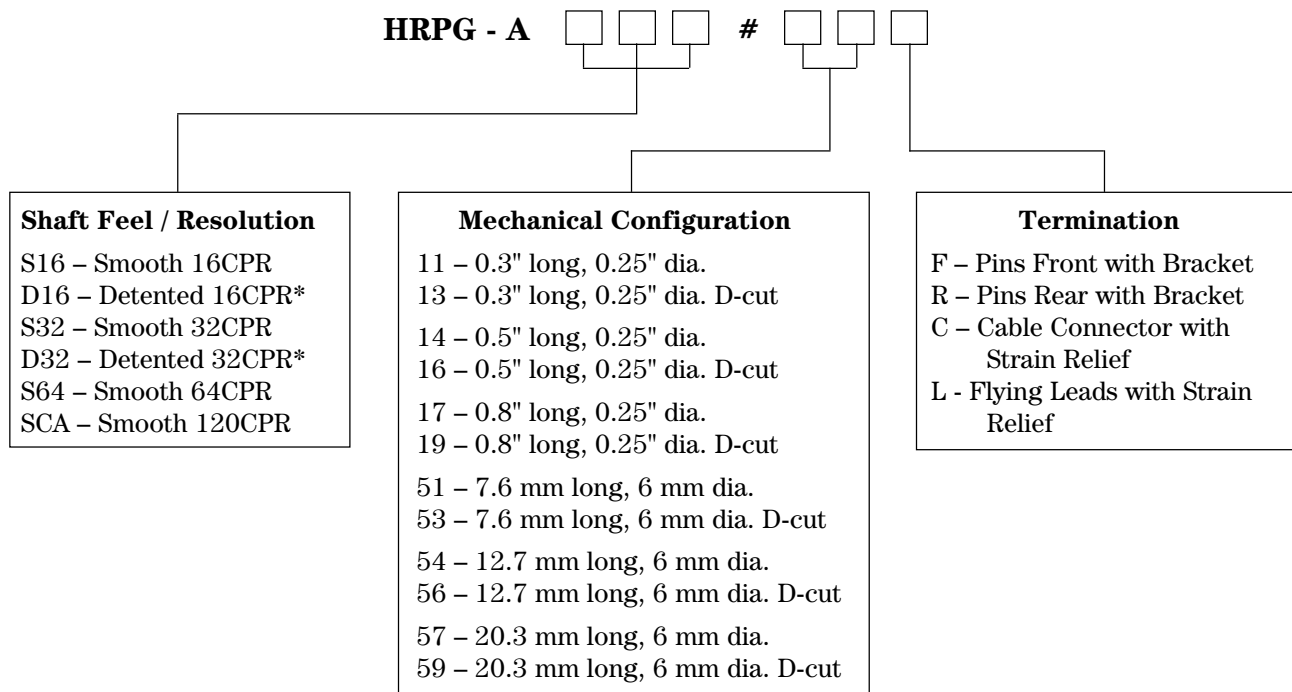 HRPG - A #
Shaft Feel / Resolution
S16 – Smooth 16CPR
D16 – Detented 16CPR*
S32 – Smooth 32CPR
D32 – Detented 32CPR*
S64 – Smooth 64CPR
SCA – Smooth 120CPR
Mechanical Configuration
11 – 0.3" long, 0.25" dia.
13 – 0.3" long, 0.25" dia. D-cut
14 – 0.5" long, 0.25" dia.
16 – 0.5" long, 0.25" dia. D-cut
17 – 0.8" long, 0.25" dia.
19 – 0.8" long, 0.25" dia. D-cut
51 – 7.6 mm long, 6 mm dia.
53 – 7.6 mm long, 6 mm dia. D-cut
54 – 12.7 mm long, 6 mm dia.
56 – 12.7 mm long, 6 mm dia. D-cut
57 – 20.3 mm long, 6 mm dia.
59 – 20.3 mm long, 6 mm dia. D-cut
Termination
F – Pins Front with Bracket
R – Pins Rear with Bracket
C – Cable Connector with
Strain Relief
L - Flying Leads with Strain
Relief